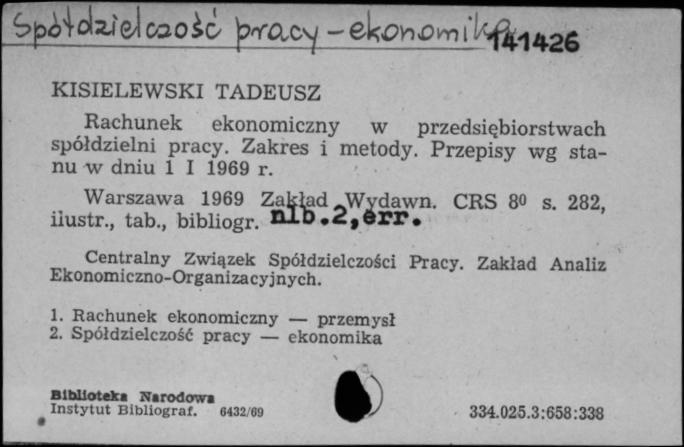 Spółdzielczość pracy - ekonomika
141426
KISIELEWSKI TADEUSZ
Rachunek ekonomiczny w przedsiębiorstwach
spółdzielni pracy. Zakres i metody. Przepisy wg sta-
nu w dniu 1 I 1969 r.
Warszawa 1969 Zakład Wydawn. CRS 8⁰ s. 282,
ilustr., tab., bibliogr. nlb.2,err.
Centralny Związek Spółdzielczości Pracy. Zakład Analiz
Ekonomiczno-Organizacyjnych.
1. Rachunek ekonomiczny — przemysł
2. Spółdzielczość pracy — ekonomika
Biblioteka Narodowa
Instytut Bibliograf. 6432/69
334.025.3:658:338